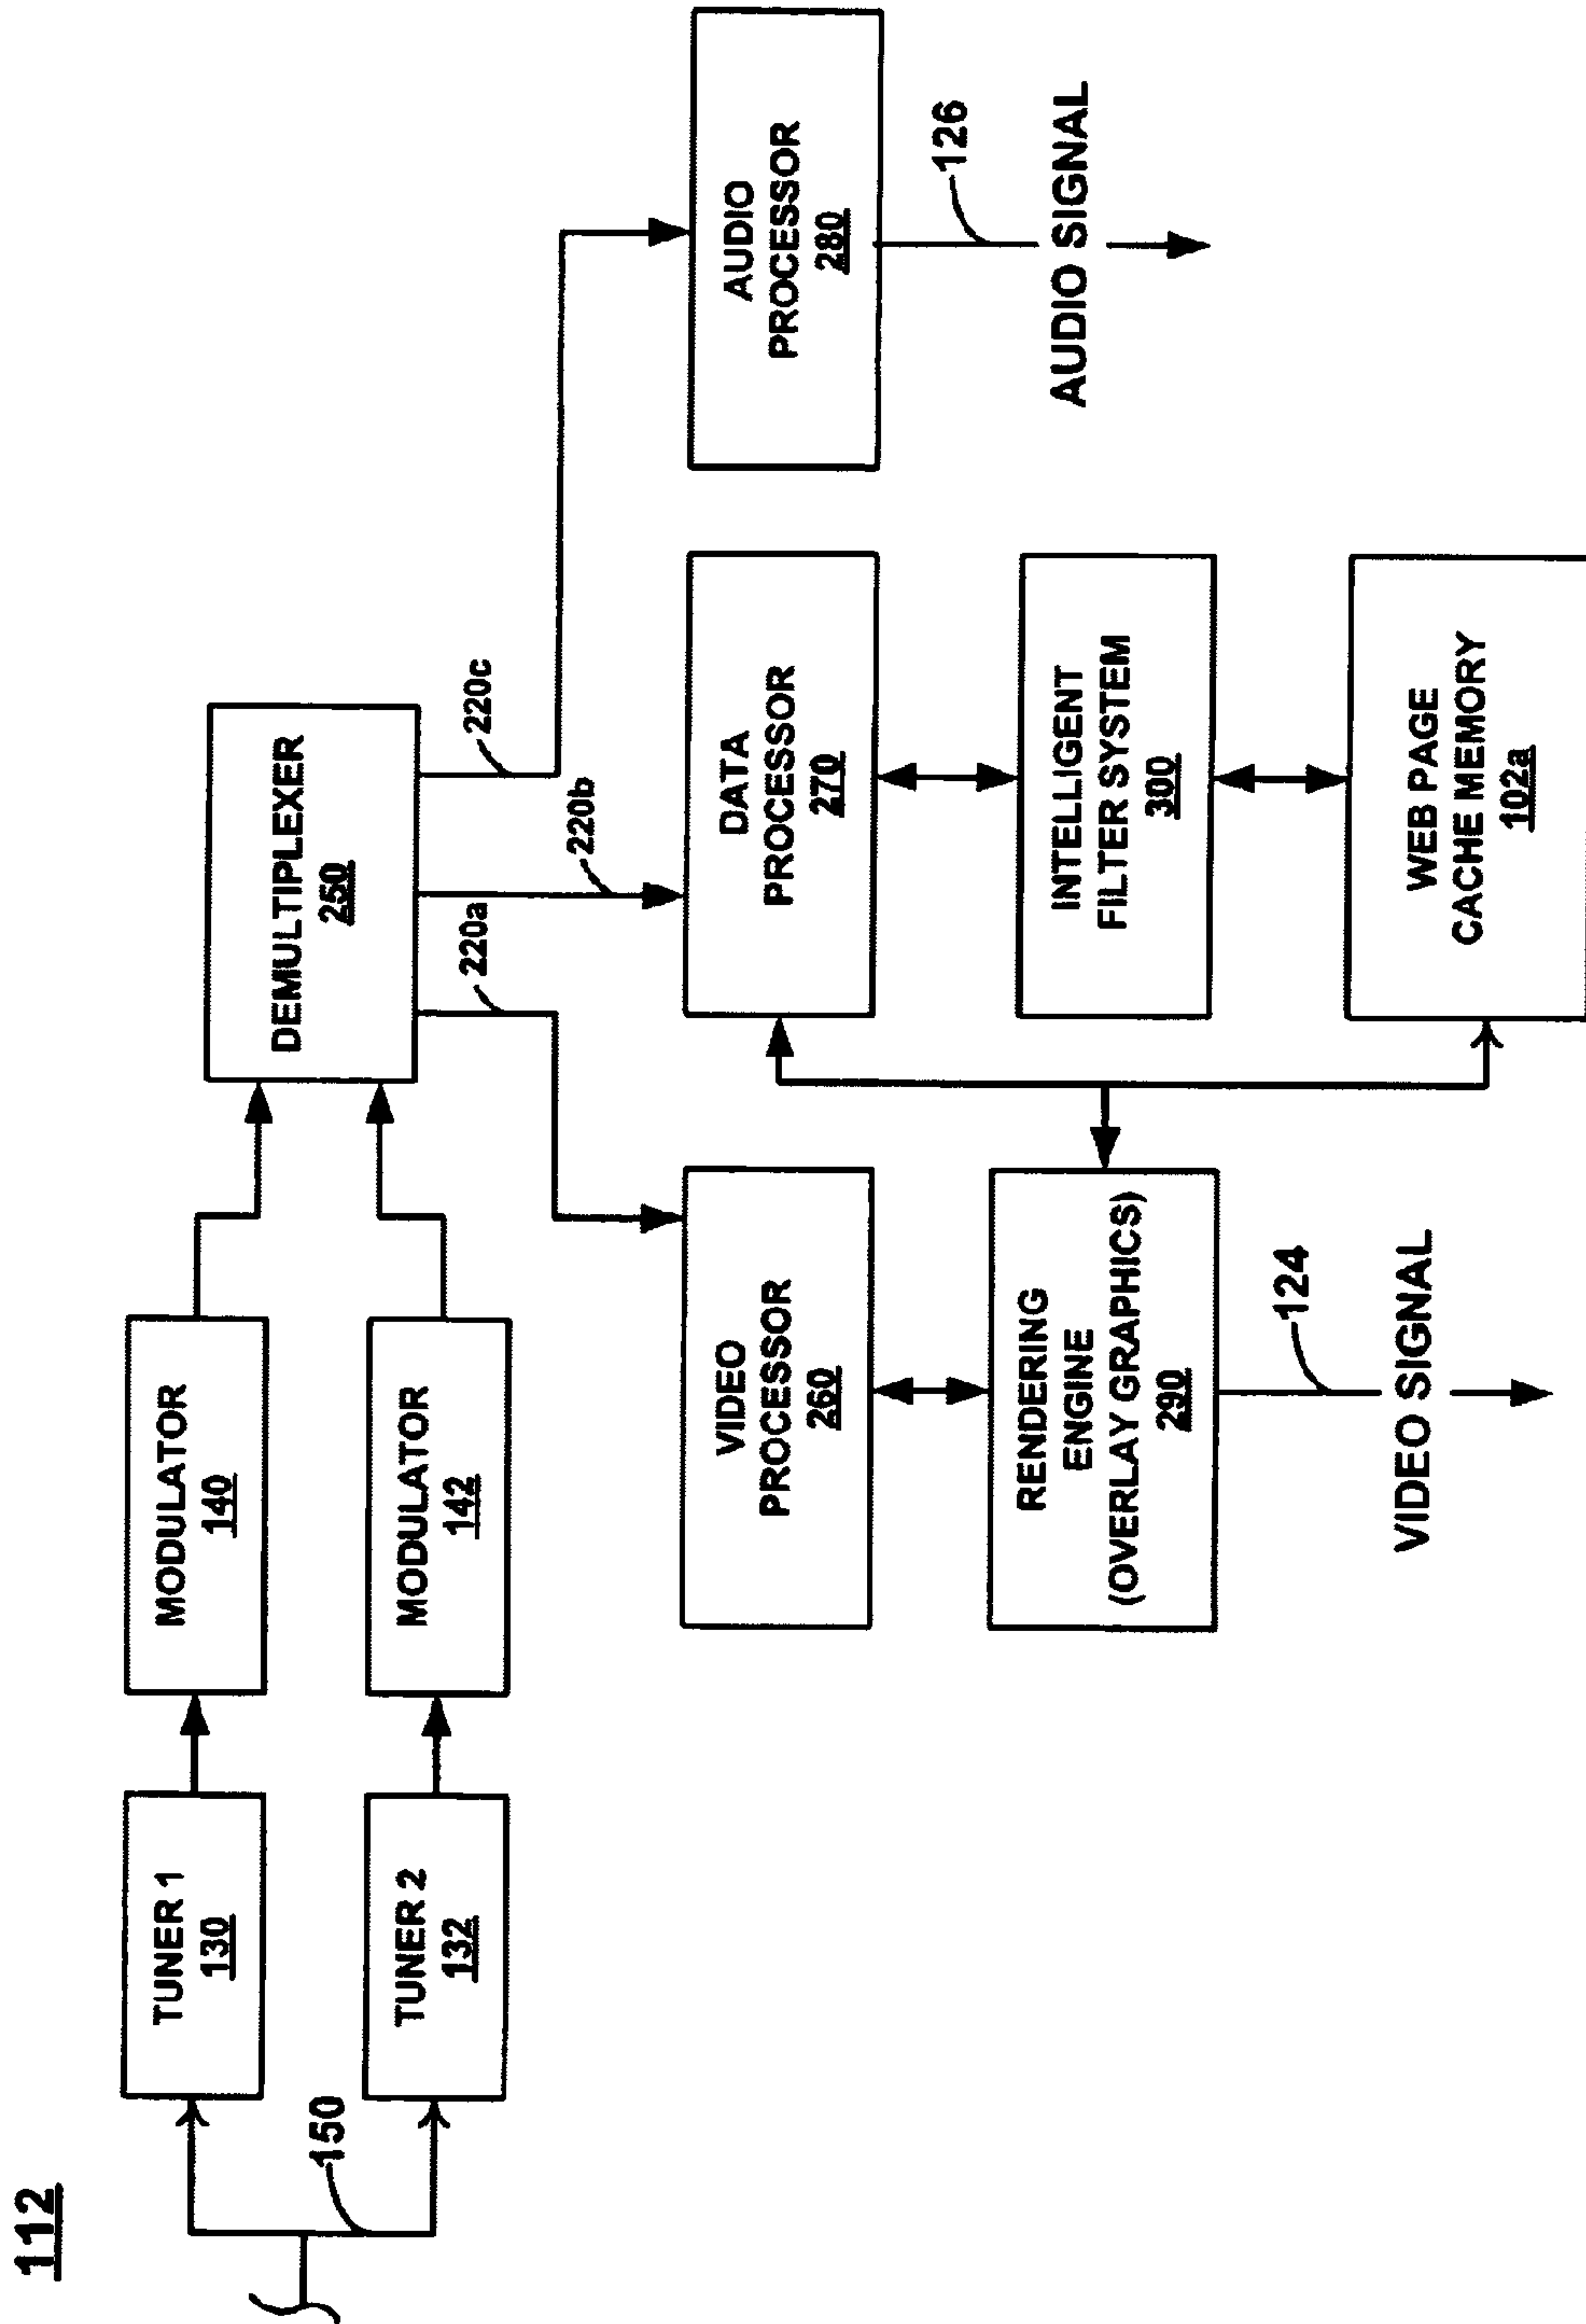 112
150
TUNER 1
130
TUNER 2
132
MODULATOR
140
MODULATOR
142
DEMULTIPLEXER
250
220a
220b
220c
VIDEO
PROCESSOR
260
DATA
PROCESSOR
270
AUDIO
PROCESSOR
280
RENDERING
ENGINE
(OVERLAY GRAPHICS)
290
INTELLIGENT
FILTER SYSTEM
300
126
AUDIO SIGNAL
124
VIDEO SIGNAL
WEB PAGE
CACHE MEMORY
102a